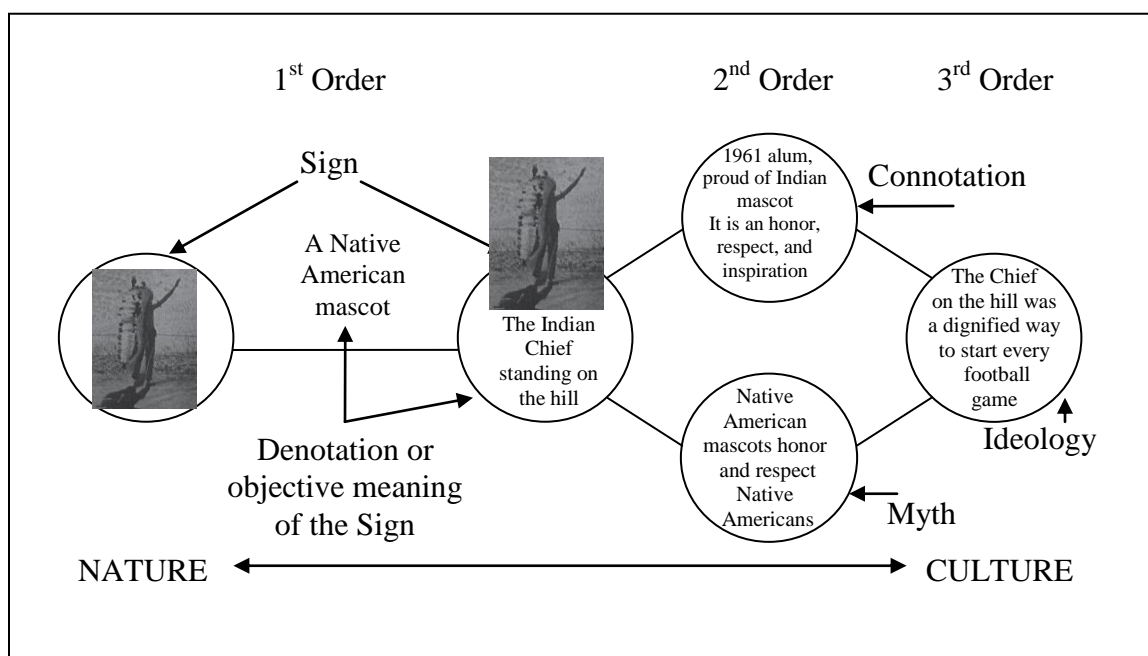 1st Order
2nd Order
3rd Order
Sign
A Native
American
mascot
The Indian
Chief
standing on
the hill
Denotation or
objective meaning
of the Sign
1961 alum,
proud of Indian
mascot
It is an honor,
respect, and
inspiration
Connotation
Native
American
mascots honor
and respect
Native
Americans
Myth
The Chief
on the hill was
a dignified way
to start every
football
game
Ideology
NATURE
CULTURE